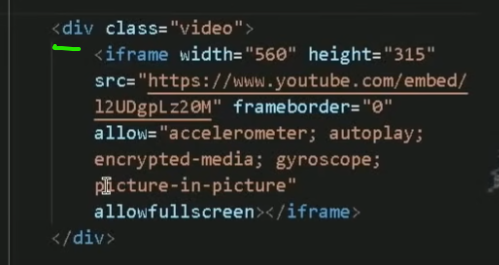 <div class="video">
<iframe width="560" height="315"
src="https://www.youtube.com/embed/
l2UDgpLz20M" frameborder="0"
allow="accelerometer; autoplay;
encrypted-media; gyroscope;
picture-in-picture"
allowfullscreen></iframe>
</div>